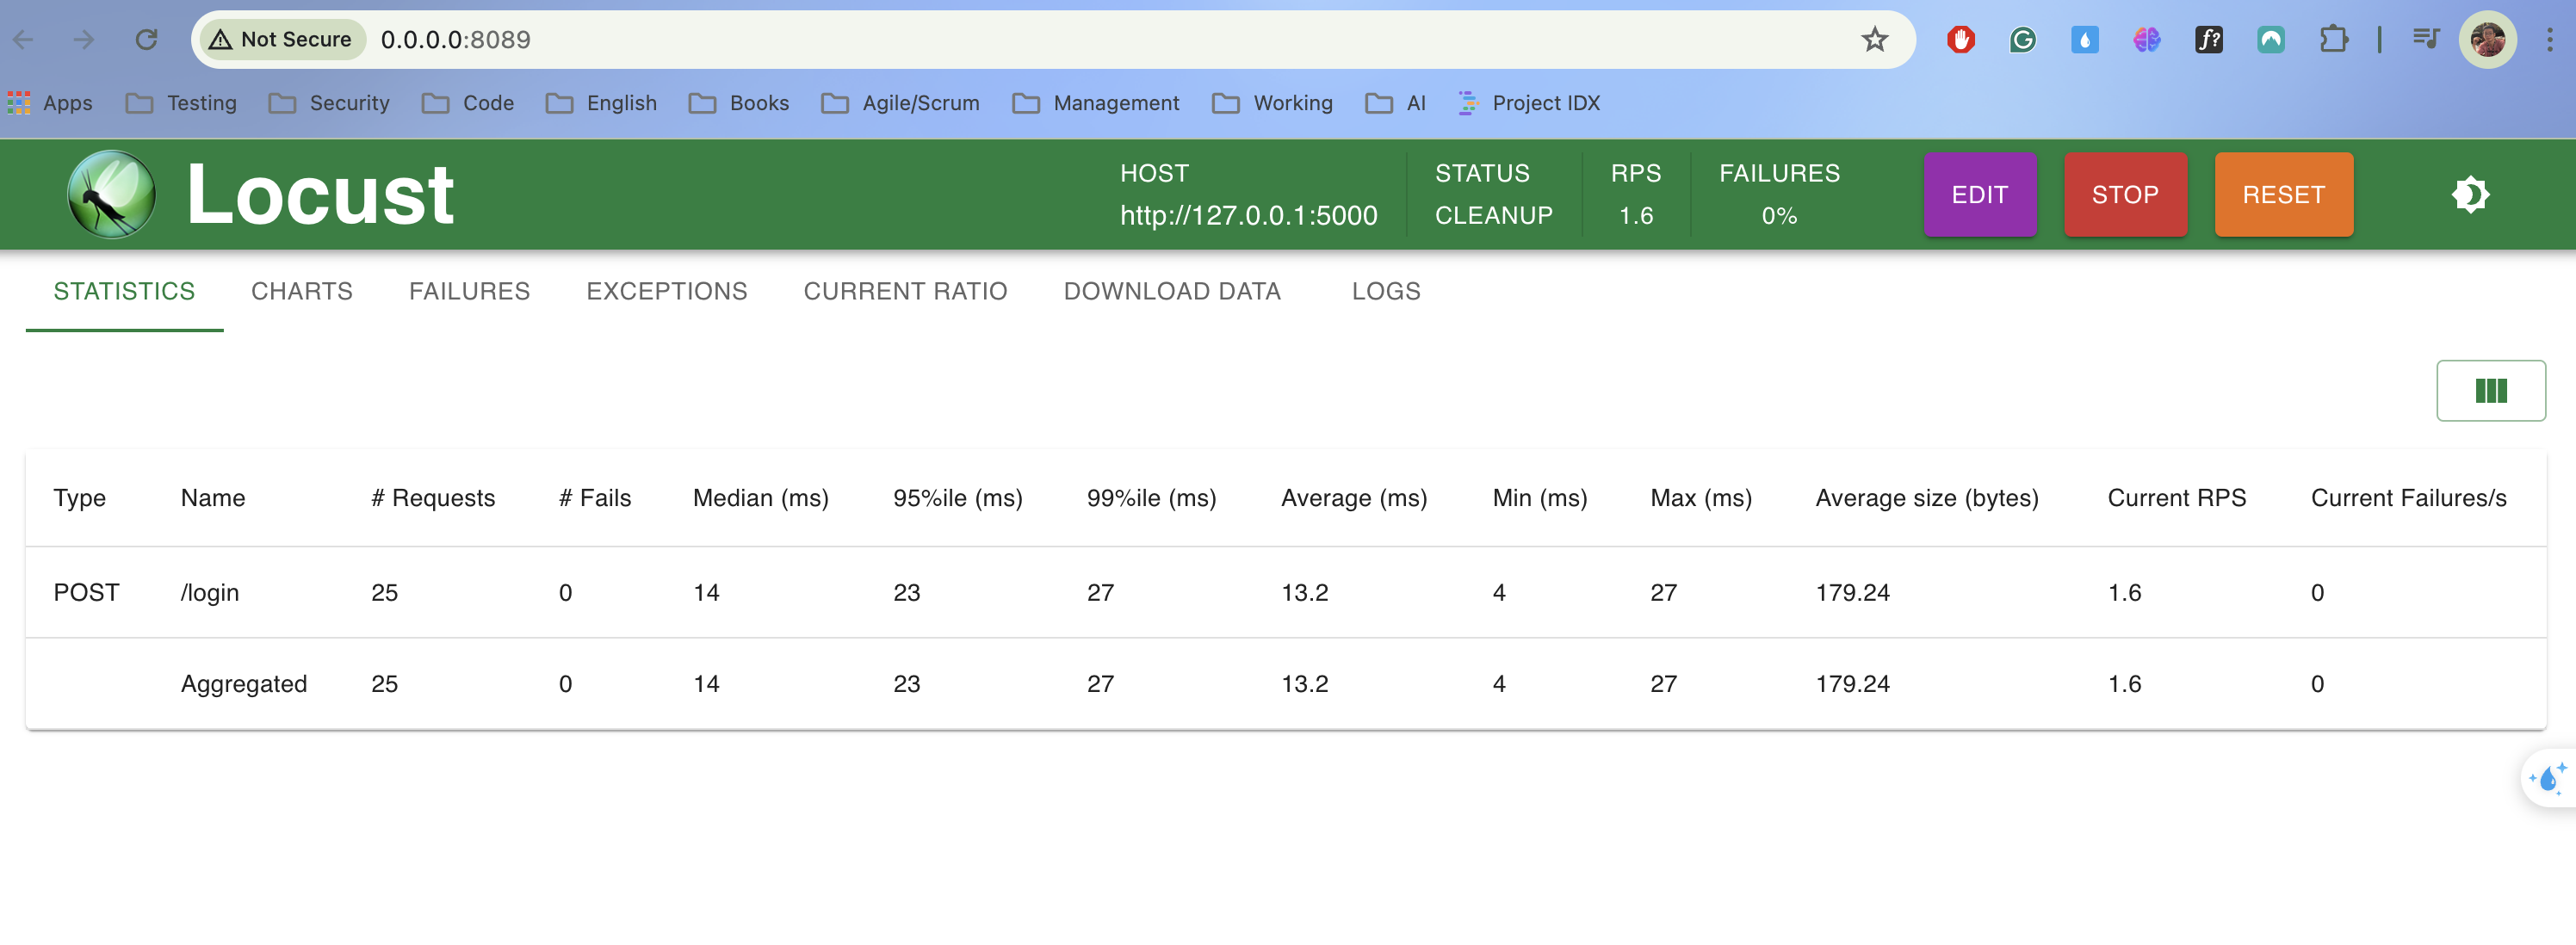 Not Secure 0.0.0.0:8089 f?
Apps Testing Security Code English Books Agile/Scrum Management Working AI Project IDX
Locust
HOST STATUS RPS FAILURES
http://127.0.0.1:5000 CLEANUP 1.6 0%
EDIT STOP RESET
STATISTICS CHARTS FAILURES EXCEPTIONS CURRENT RATIO DOWNLOAD DATA LOGS
Type Name # Requests # Fails Median (ms) 95%ile (ms) 99%ile (ms) Average (ms) Min (ms) Max (ms) Average size (bytes) Current RPS Current Failures/s
POST /login 25 0 14 23 27 13.2 4 27 179.24 1.6 0
Aggregated 25 0 14 23 27 13.2 4 27 179.24 1.6 0